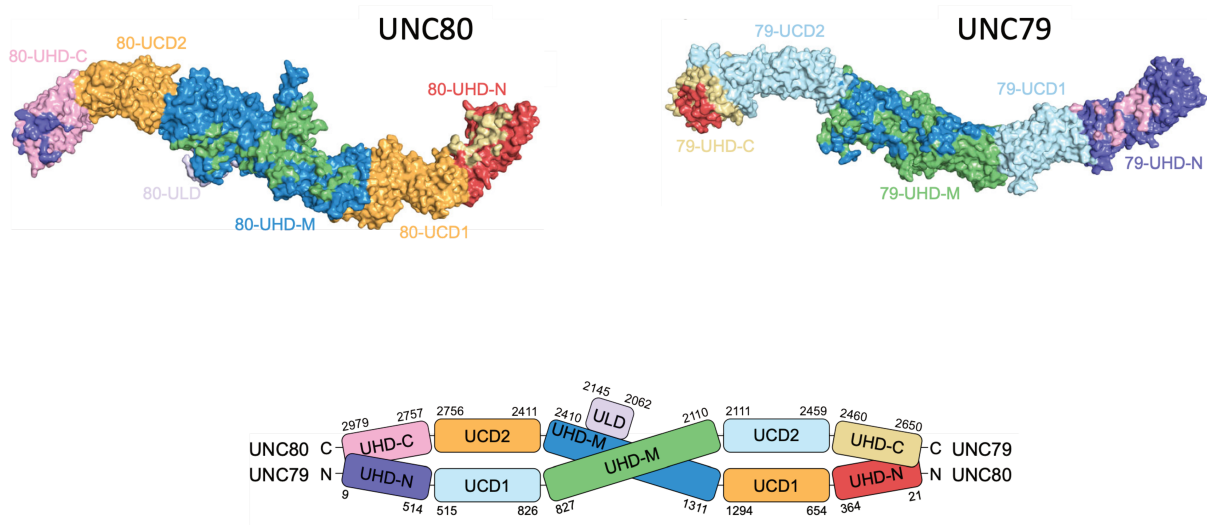 UNC80
UNC79
80-UHD-C
80-UCD2
80-UHD-N
80-ULD
80-UHD-M
80-UCD1
79-UCD2
79-UCD1
79-UHD-C
79-UHD-M
79-UHD-N
2145
2062
2979
2757
2756
2411
2410
2110
2111
2459
2460
2650
UNC80 C
UHD-C
UCD2
UHD-M
ULD
UCD2
UHD-C
C UNC79
UNC79 N
UHD-N
UCD1
UHD-M
UCD1
UHD-N
N UNC80
9
514
515
826
827
1311
1294
654
364
21